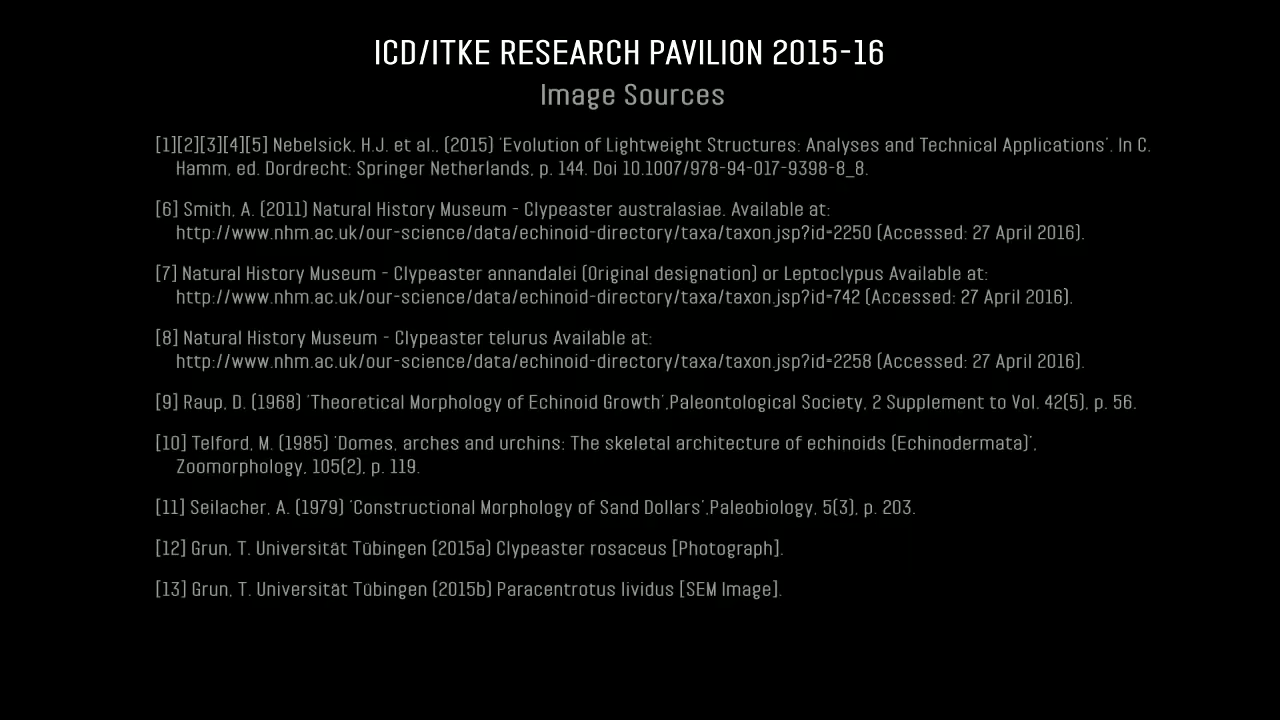 ICD/ITKE RESEARCH PAVILION 2015-16
Image Sources
[1][2][3][4][5] Nebelsick, H.J. et al., (2015) 'Evolution of Lightweight Structures: Analyses and Technical Applications'. In C.
Hamm, ed. Dordrecht: Springer Netherlands, p. 144. Doi 10.1007/978-94-017-9398-8_8.
[6] Smith, A. (2011) Natural History Museum - Clypeaster australasiae. Available at:
http://www.nhm.ac.uk/our-science/data/echinoid-directory/taxa/taxon.jsp?id=2250 (Accessed: 27 April 2016).
[7] Natural History Museum - Clypeaster annandalei (Original designation) or Leptoclypus Available at:
http://www.nhm.ac.uk/our-science/data/echinoid-directory/taxa/taxon.jsp?id=742 (Accessed: 27 April 2016).
[8] Natural History Museum - Clypeaster telurus Available at:
http://www.nhm.ac.uk/our-science/data/echinoid-directory/taxa/taxon.jsp?id=2258 (Accessed: 27 April 2016).
[9] Raup, D. (1968) 'Theoretical Morphology of Echinoid Growth',Paleontological Society, 2 Supplement to Vol. 42(5), p. 56.
[10] Telford, M. (1985) 'Domes, arches and urchins: The skeletal architecture of echinoids (Echinodermata)',
Zoomorphology, 105(2), p. 119.
[11] Seilacher, A. (1979) 'Constructional Morphology of Sand Dollars',Paleobiology, 5(3), p. 203.
[12] Grun, T. Universität Tübingen (2015a) Clypeaster rosaceus [Photograph].
[13] Grun, T. Universität Tübingen (2015b) Paracentrotus lividus [SEM Image].